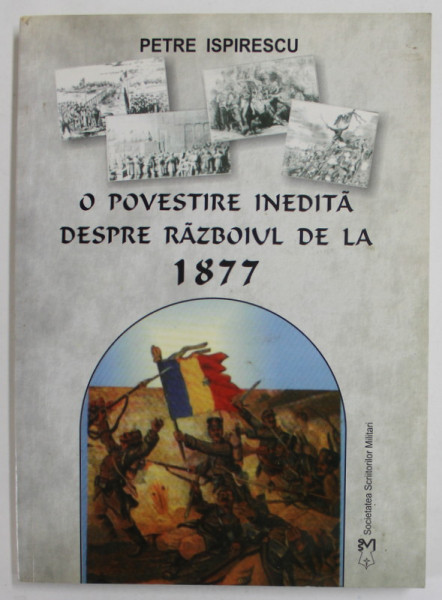 PETRE ISPIRESCU
O POVESTIRE INEDITĂ
DESPRE RĂZBOIUL DE LA
1877
Societatea Scriitorilor Militari